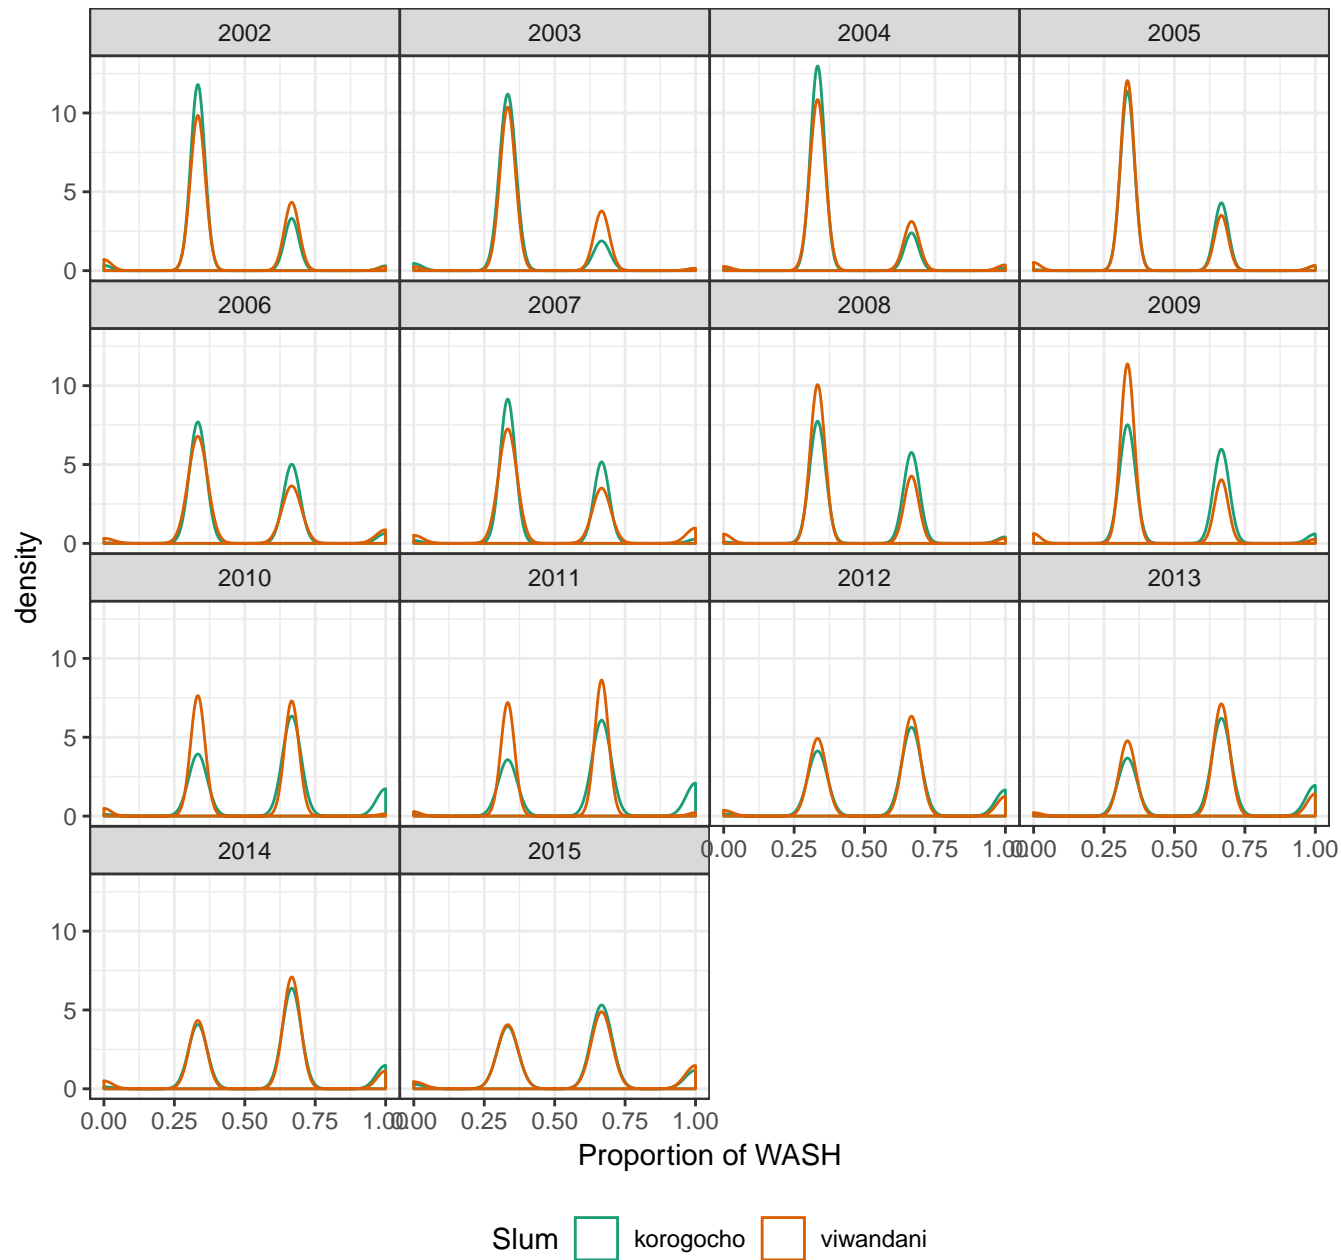 2002 2003 2004 2005
10
5
0
2006 2007 2008 2009
10
5
0
density
2010 2011 2012 2013
10
5
0
2014 2015 0.00 0.25 0.50 0.75 1.00 0.00 0.25 0.50 0.75 1.00
10
5
0
0.00 0.25 0.50 0.75 1.00 0.00 0.25 0.50 0.75 1.00
Proportion of WASH
Slum korogocho viwandani